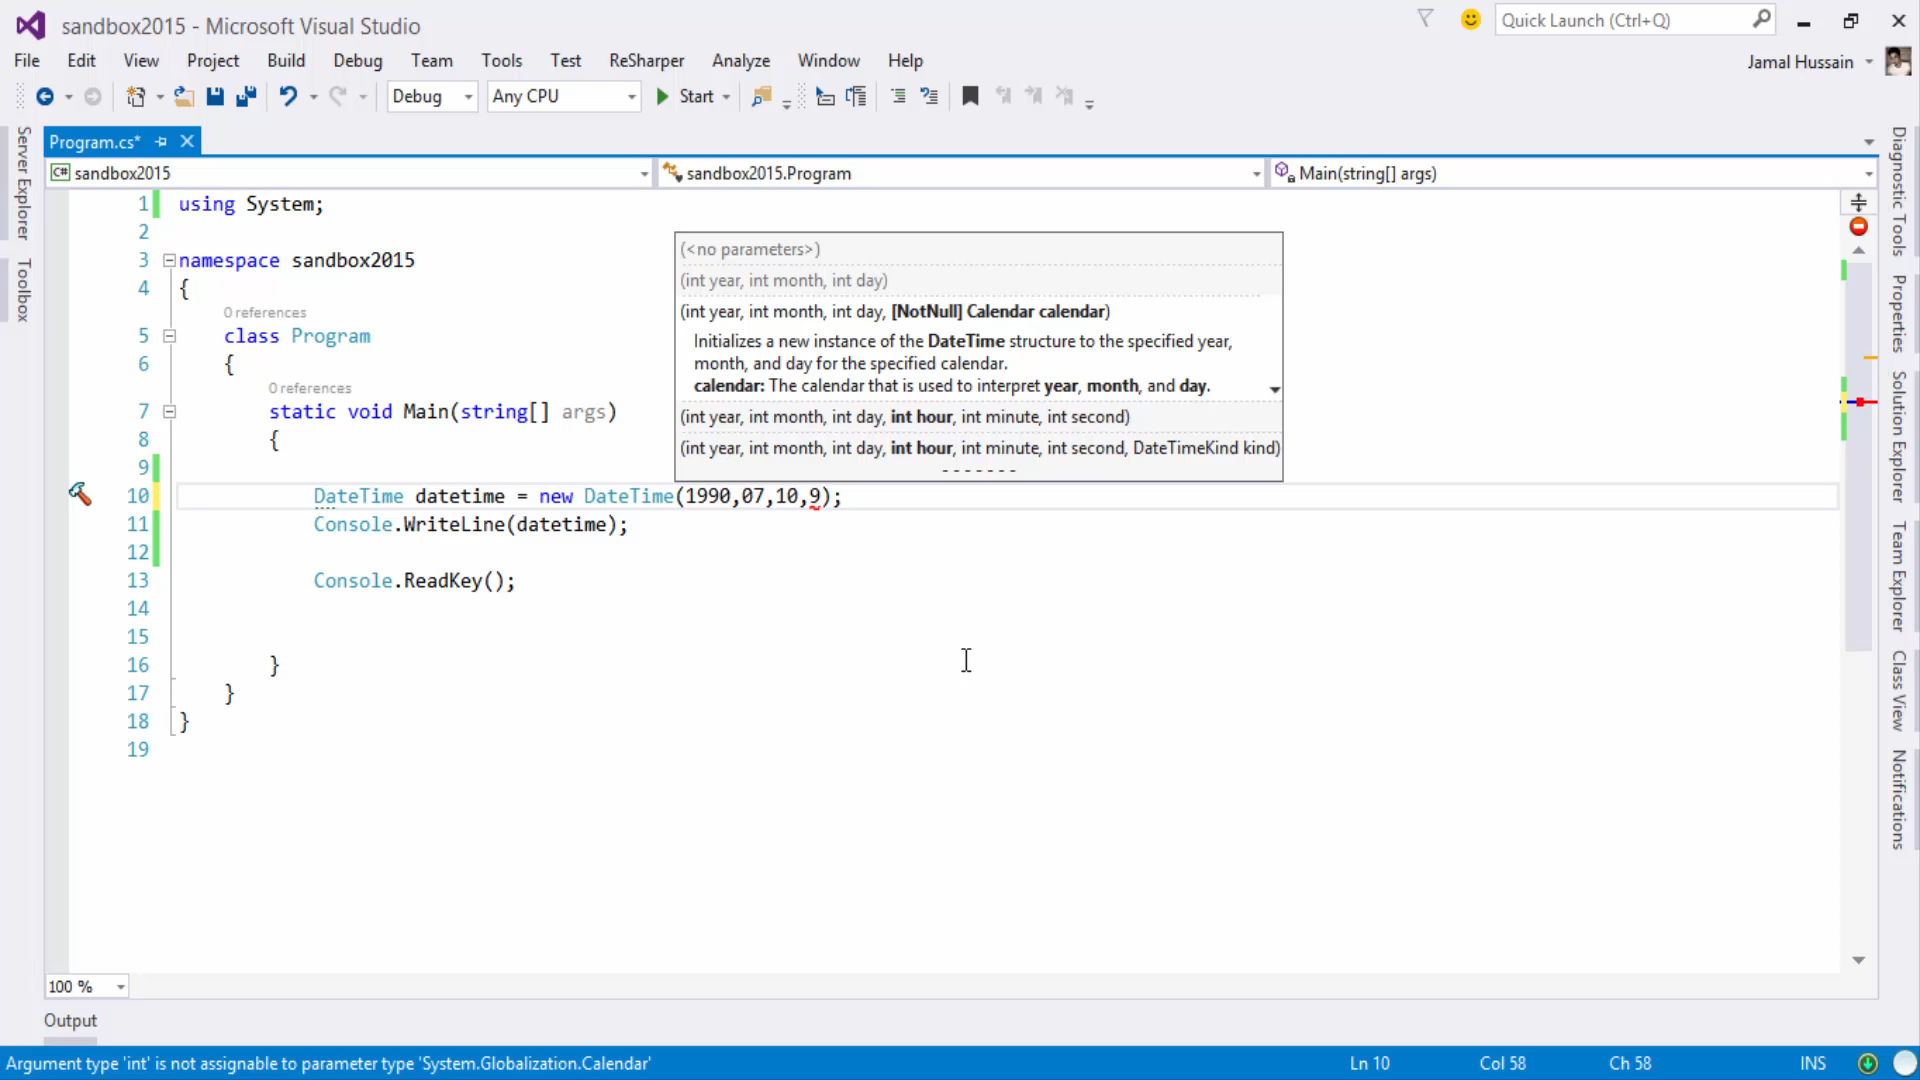 sandbox2015 - Microsoft Visual Studio
Quick Launch (Ctrl+Q)
File Edit View Project Build Debug Team Tools Test ReSharper Analyze Window Help
Jamal Hussain
Debug Any CPU Start
Server Explorer
Toolbox
Program.cs*
C# sandbox2015
sandbox2015.Program
Main(string[] args)
1 using System;
2
3 namespace sandbox2015
4 {
0 references
5 class Program
6 {
0 references
7 static void Main(string[] args)
8 {
9
10 DateTime datetime = new DateTime(1990,07,10,9);
11 Console.WriteLine(datetime);
12
13 Console.ReadKey();
14
15
16 }
17 }
18 }
19
(<no parameters>)
(int year, int month, int day)
(int year, int month, int day, [NotNull] Calendar calendar)
Initializes a new instance of the DateTime structure to the specified year,
month, and day for the specified calendar.
calendar: The calendar that is used to interpret year, month, and day.
(int year, int month, int day, int hour, int minute, int second)
(int year, int month, int day, int hour, int minute, int second, DateTimeKind kind)
Diagnostic Tools
Properties
Solution Explorer
Team Explorer
Class View
Notifications
100 %
Output
Argument type 'int' is not assignable to parameter type 'System.Globalization.Calendar'
Ln 10 Col 58 Ch 58 INS